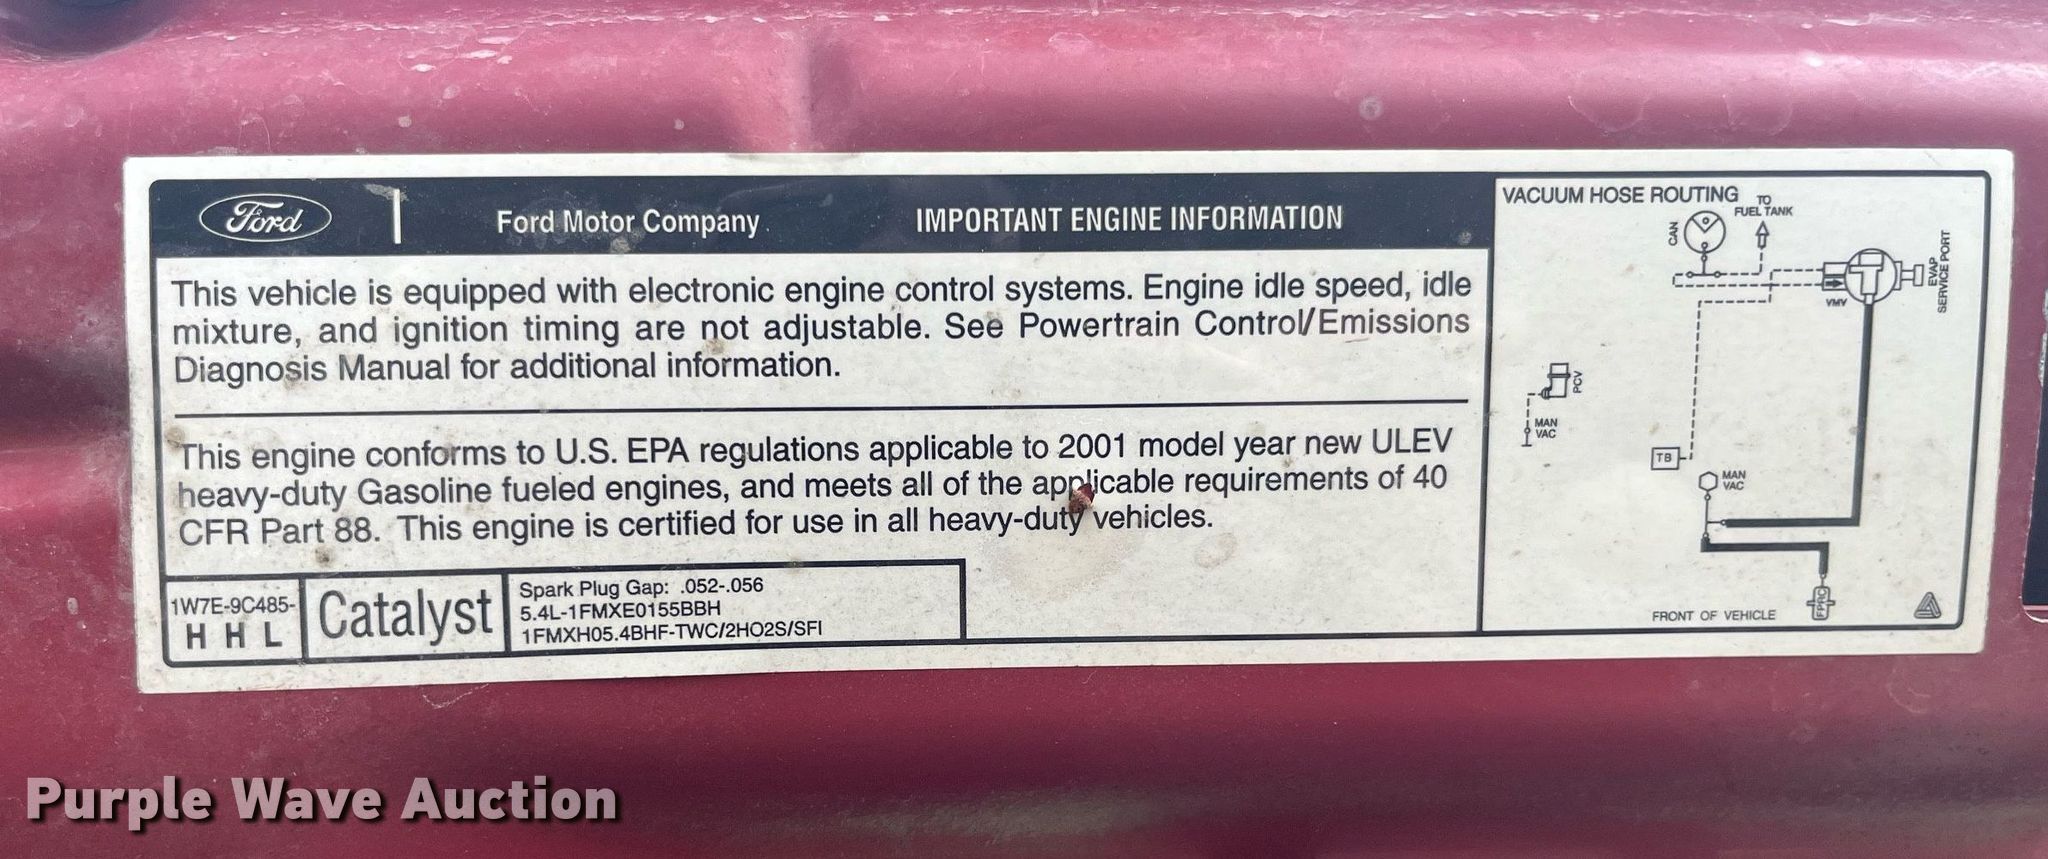 Ford
Ford Motor Company
IMPORTANT ENGINE INFORMATION
This vehicle is equipped with electronic engine control systems. Engine idle speed, idle
mixture, and ignition timing are not adjustable. See Powertrain Control/Emissions
Diagnosis Manual for additional information.
This engine conforms to U.S. EPA regulations applicable to 2001 model year new ULEV
heavy-duty Gasoline fueled engines, and meets all of the applicable requirements of 40
CFR Part 88. This engine is certified for use in all heavy-duty vehicles.
1W7E-9C485-
H H L
Catalyst
Spark Plug Gap: .052-.056
5.4L-1FMXE0155BBH
1FMXH05.4BHF-TWC/2HO2S/SFI
VACUUM HOSE ROUTING
TO
FUEL TANK
CAN
EVAP
SERVICE PORT
VMV
PCV
MAN
VAC
TB
MAN
VAC
FPRC
FRONT OF VEHICLE
Purple Wave Auction